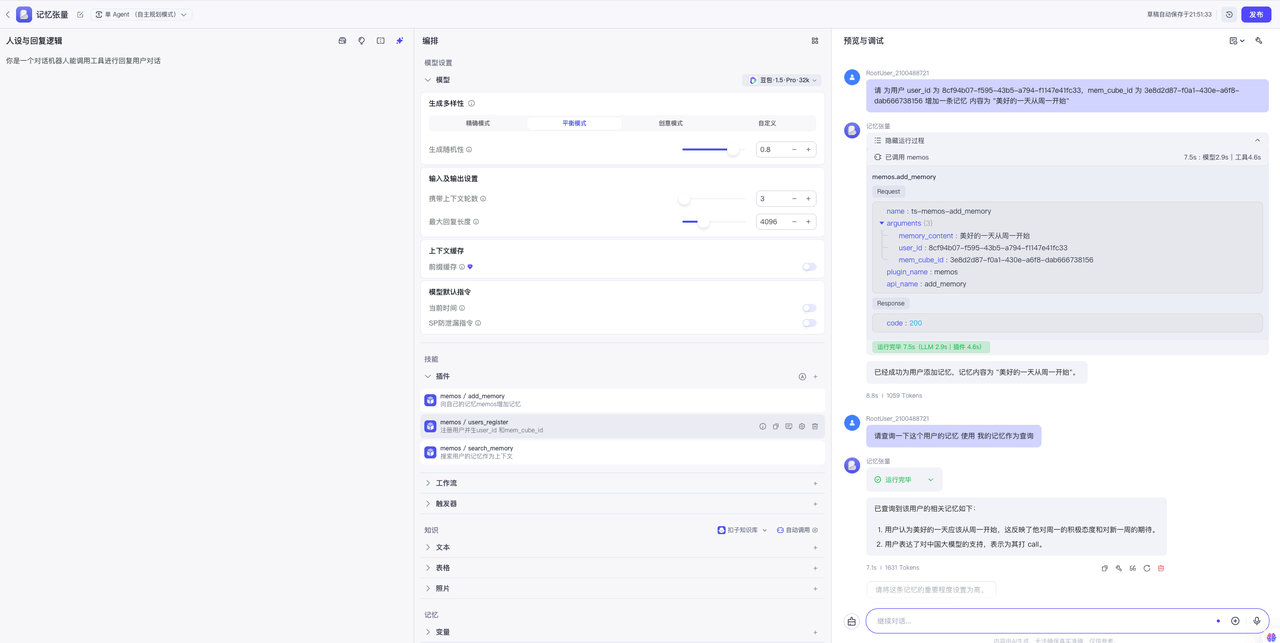 记忆张量
单 Agent （自主规划模式）
草稿自动保存于21:51:33
发布
人设与回复逻辑
你是一个对话机器人能调用工具进行回复用户对话
编排
模型设置
模型
豆包·1.5·Pro·32k
生成多样性
精确模式
平衡模式
创意模式
自定义
生成随机性
0.8
输入及输出设置
携带上下文轮数
3
最大回复长度
4096
上下文缓存
前缀缓存
模型默认指令
当前时间
SP防泄漏指令
技能
插件
memos / add_memory
向自己的记忆memos增加记忆
memos / users_register
注册用户并生user_id 和mem_cube_id
memos / search_memory
搜索用户的记忆作为上下文
工作流
触发器
知识
扣子知识库
自动调用
文本
表格
照片
记忆
变量
预览与调试
RootUser_2100488721
请 为用户 user_id 为 8cf94b07-f595-43b5-a794-f1147e41fc33，mem_cube_id 为 3e8d2d87-f0a1-430e-a6f8-
dab666738156 增加一条记忆 内容为 “美好的一天从周一开始”
记忆张量
隐藏运行过程
已调用 memos
7.5s：模型2.9s | 工具4.6s
memos.add_memory
Request
name : ts-memos-add_memory
arguments {3}
memory_content : 美好的一天从周一开始
user_id : 8cf94b07-f595-43b5-a794-f1147e41fc33
mem_cube_id : 3e8d2d87-f0a1-430e-a6f8-dab666738156
plugin_name : memos
api_name : add_memory
Response
code : 200
运行完毕 7.5s（LLM 2.9s | 插件 4.6s）
已经成功为用户添加记忆，记忆内容为 “美好的一天从周一开始”。
8.8s | 1059 Tokens
RootUser_2100488721
请查询一下这个用户的记忆 使用 我的记忆作为查询
记忆张量
运行完毕
已查询到该用户的相关记忆如下：
1. 用户认为美好的一天应该从周一开始，这反映了他对周一的积极态度和对新一周的期待。
2. 用户表达了对中国大模型的支持，表示为其打 call。
7.1s | 1631 Tokens
请将这条记忆的重要程度设置为高。
继续对话...